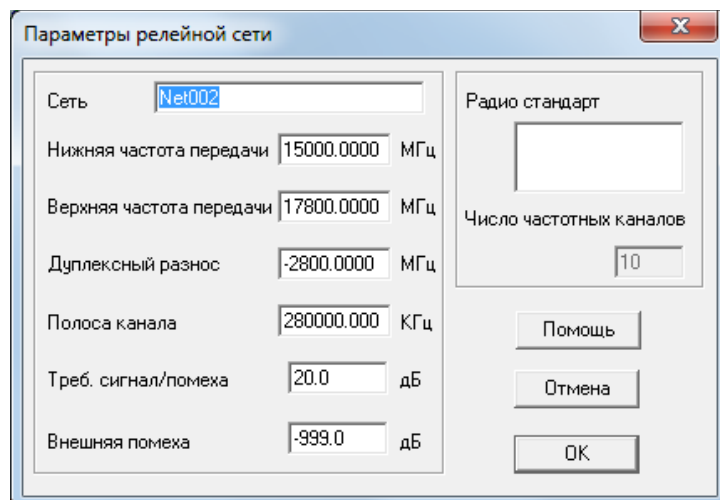 Параметры релейной сети
Сеть Net002
Нижняя частота передачи 15000.0000 МГц
Верхняя частота передачи 17800.0000 МГц
Дуплексный разнос -2800.0000 МГц
Полоса канала 280000.000 КГц
Треб. сигнал/помеха 20.0 дБ
Внешняя помеха -999.0 дБ
Радио стандарт
Число частотных каналов
10
Помощь
Отмена
OK